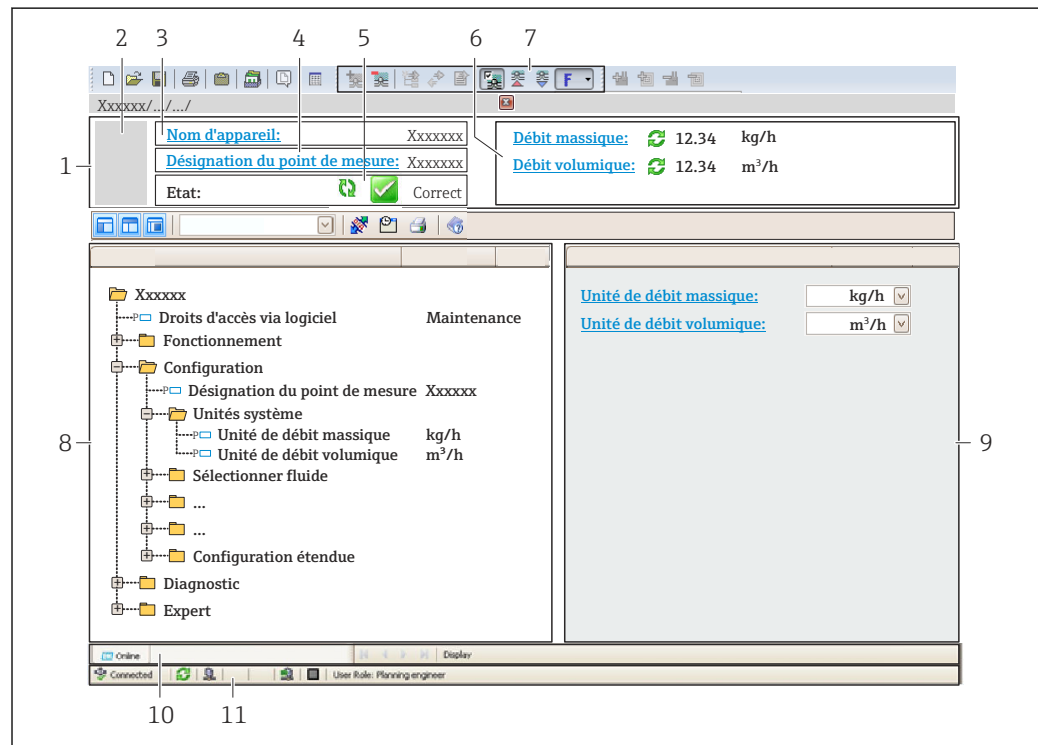 2 3 4 5 6 7
F
Xxxxxx/.../.../
1
Nom d'appareil: Xxxxxxx
Désignation du point de mesure: Xxxxxxx
Etat: Correct
Débit massique: 12.34 kg/h
Débit volumique: 12.34 m³/h
Xxxxxx
P Droits d'accès via logiciel Maintenance
Fonctionnement
Configuration
P Désignation du point de mesure Xxxxxx
Unités système
P Unité de débit massique kg/h
P Unité de débit volumique m³/h
Sélectionner fluide
...
...
Configuration étendue
Diagnostic
Expert
8
Unité de débit massique: kg/h
Unité de débit volumique: m³/h
9
Online Display
Connected User Role: Planning engineer
10 11